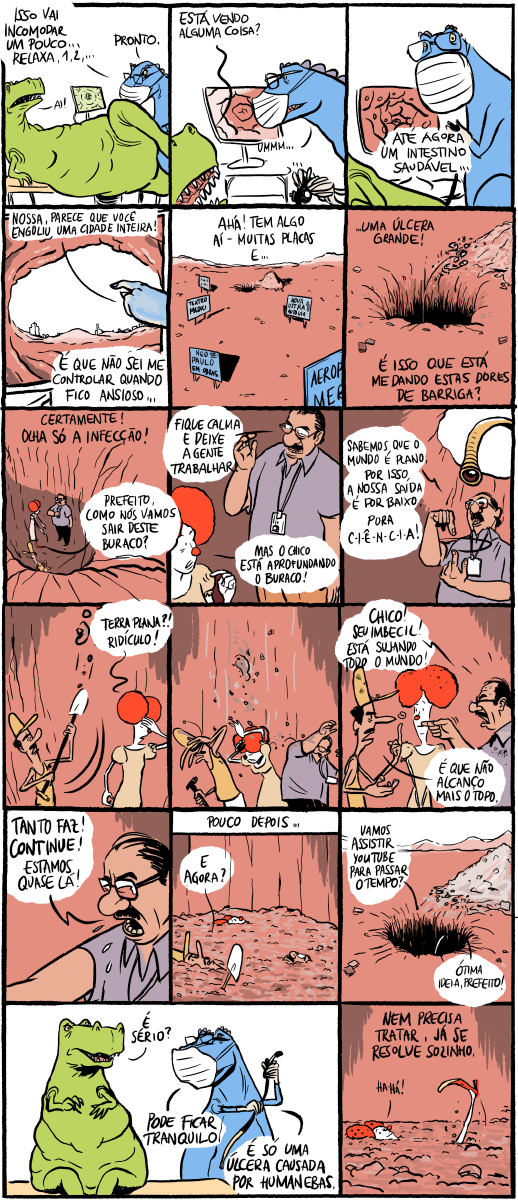 ISSO VAI
INCOMODAR
UM POUCO...
RELAXA, 1,2,...
PRONTO.
AI!
ESTÁ VENDO
ALGUMA COISA?
UMMM...
ATÉ AGORA
UM INTESTINO
SAUDÁVEL...
NOSSA, PARECE QUE VOCÊ
ENGOLIU, UMA CIDADE INTEIRA!
É QUE NÃO SEI ME
CONTROLAR QUANDO
FICO ANSIOSO...
AHÁ! TEM ALGO
AÍ - MUITAS PLACAS
E...
TEATRO
MEDICI
NOVA
NEO SE
PAULO
EM OBRAS
AEROP
MER
...UMA ÚLCERA
GRANDE!
É ISSO QUE ESTÁ
ME DANDO ESTAS DORES
DE BARRIGA?
CERTAMENTE!
OLHA SÓ A INFECÇÃO!
PREFEITO,
COMO NÓS VAMOS
SAIR DESTE
BURACO?
FIQUE CALMA
E DEIXE
A GENTE
TRABALHAR
MAS O CHICO
ESTÁ APROFUNDANDO
O BURACO!
SABEMOS QUE O
MUNDO É PLANO,
POR ISSO,
A NOSSA SAÍDA
É POR BAIXO
PURA
C-I-Ê-N-C-I-A!
TERRA PLANA?!
RIDÍCULO!
CHICO!
SEU IMBECIL!
ESTÁ SUJANDO
TODO O MUNDO!
É QUE NÃO
ALCANÇO
MAIS O TOPO.
TANTO FAZ!
CONTINUE!
ESTAMOS
QUASE LÁ!
POUCO DEPOIS...
E
AGORA?
VAMOS
ASSISTIR
YOUTUBE
PARA PASSAR
O TEMPO?
ÓTIMA
IDEIA, PREFEITO!
É
SÉRIO?
PODE FICAR
TRANQUILO
É SÓ UMA
ÚLCERA CAUSADA
POR HUMANEBAS.
NEM PRECISA
TRATAR, JÁ SE
RESOLVE SOZINHO.
HA-HÁ!